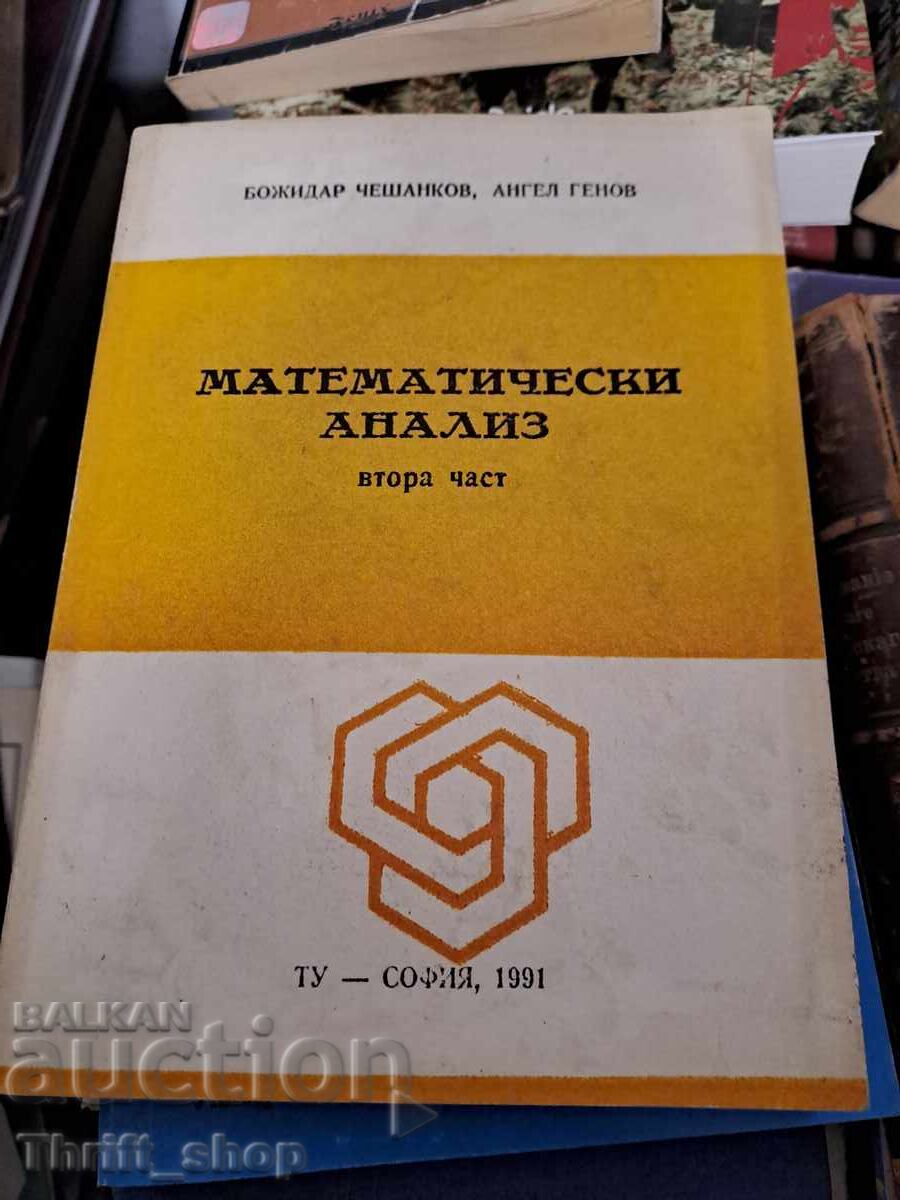 БОЖИДАР ЧЕШАНКОВ, АНГЕЛ ГЕНОВ
МАТЕМАТИЧЕСКИ
АНАЛИЗ
втора част
ТУ — СОФИЯ, 1991
BALKAN
auction
Thrift_shop